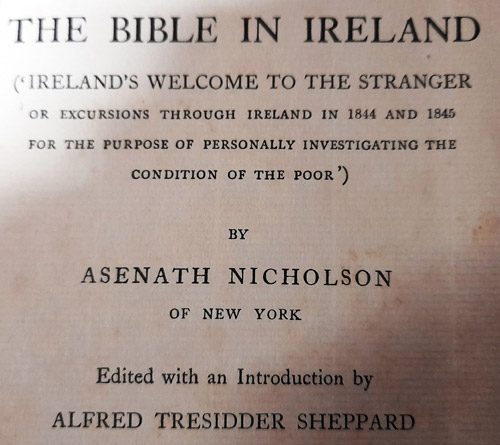 THE BIBLE IN IRELAND
('IRELAND'S WELCOME TO THE STRANGER
OR EXCURSIONS THROUGH IRELAND IN 1844 AND 1845
FOR THE PURPOSE OF PERSONALLY INVESTIGATING THE
CONDITION OF THE POOR')
BY
ASENATH NICHOLSON
OF NEW YORK
Edited with an Introduction by
ALFRED TRESIDDER SHEPPARD